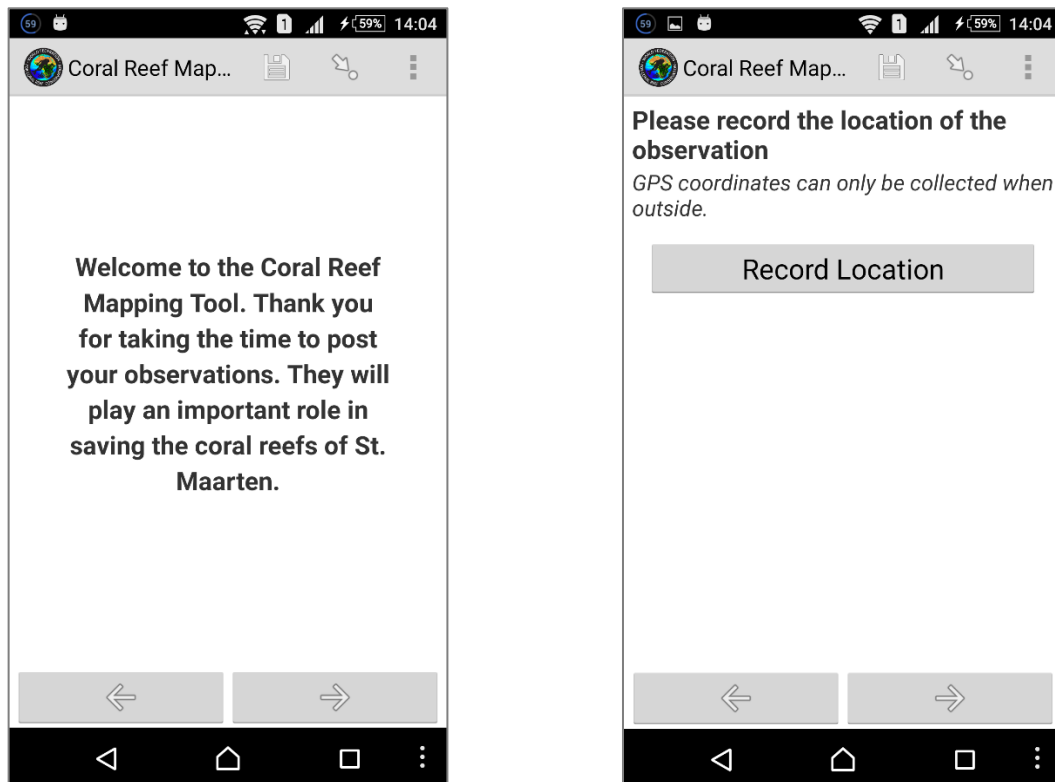 59 1 59% 14:04
Coral Reef Map...
Welcome to the Coral Reef
Mapping Tool. Thank you
for taking the time to post
your observations. They will
play an important role in
saving the coral reefs of St.
Maarten.
59 1 59% 14:04
Coral Reef Map...
Please record the location of the
observation
GPS coordinates can only be collected when
outside.
Record Location